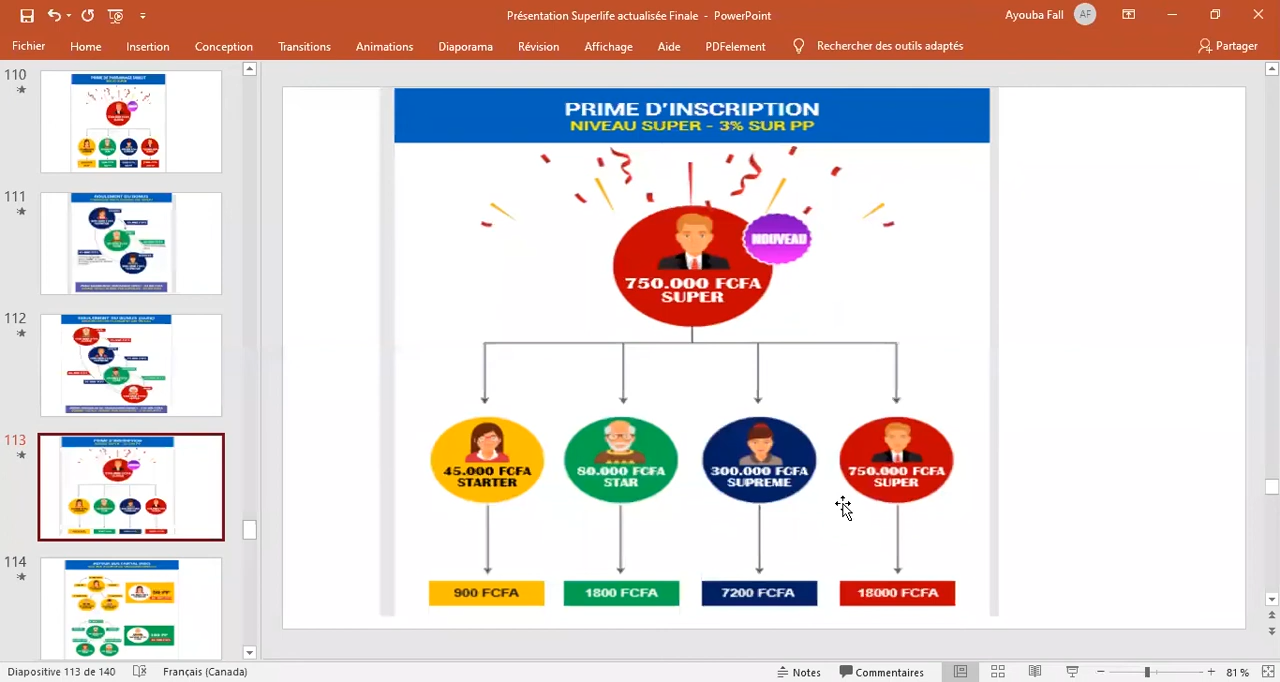 Présentation Superlife actualisée Finale - PowerPoint
Ayouba Fall
AF
Fichier
Home
Insertion
Conception
Transitions
Animations
Diaporama
Révision
Affichage
Aide
PDFelement
Rechercher des outils adaptés
Partager
110
111
112
113
114
PRIME D'INSCRIPTION
NIVEAU SUPER - 3% SUR PP
NOUVEAU
750.000 FCFA
SUPER
45.000 FCFA
STARTER
80.000 FCFA
STAR
300.000 FCFA
SUPREME
750.000 FCFA
SUPER
900 FCFA
1800 FCFA
7200 FCFA
18000 FCFA
Diapositive 113 de 140
Français (Canada)
Notes
Commentaires
81 %